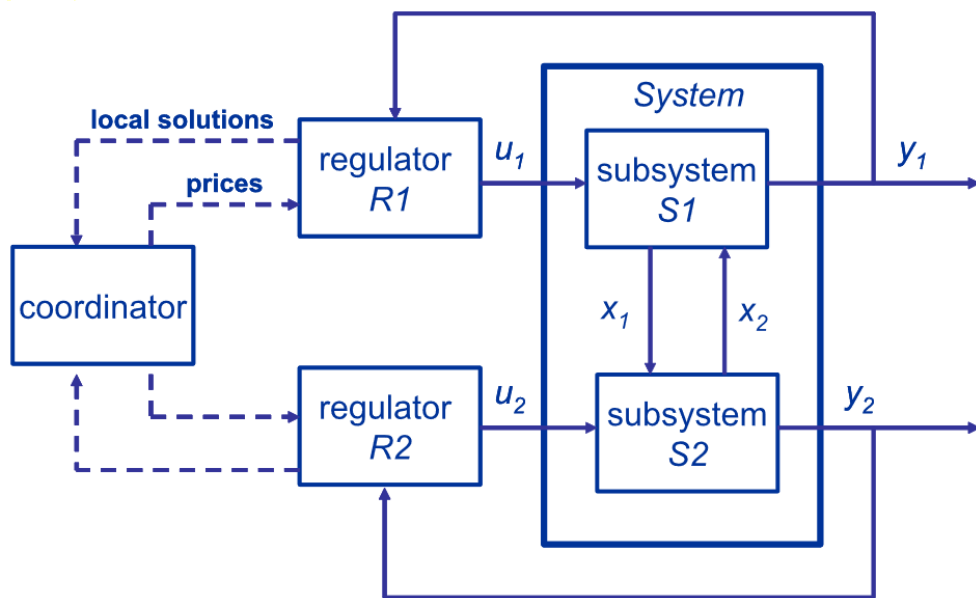 System
local solutions
regulator
R1
u1
subsystem
S1
y1
prices
coordinator
x1
x2
regulator
R2
u2
subsystem
S2
y2